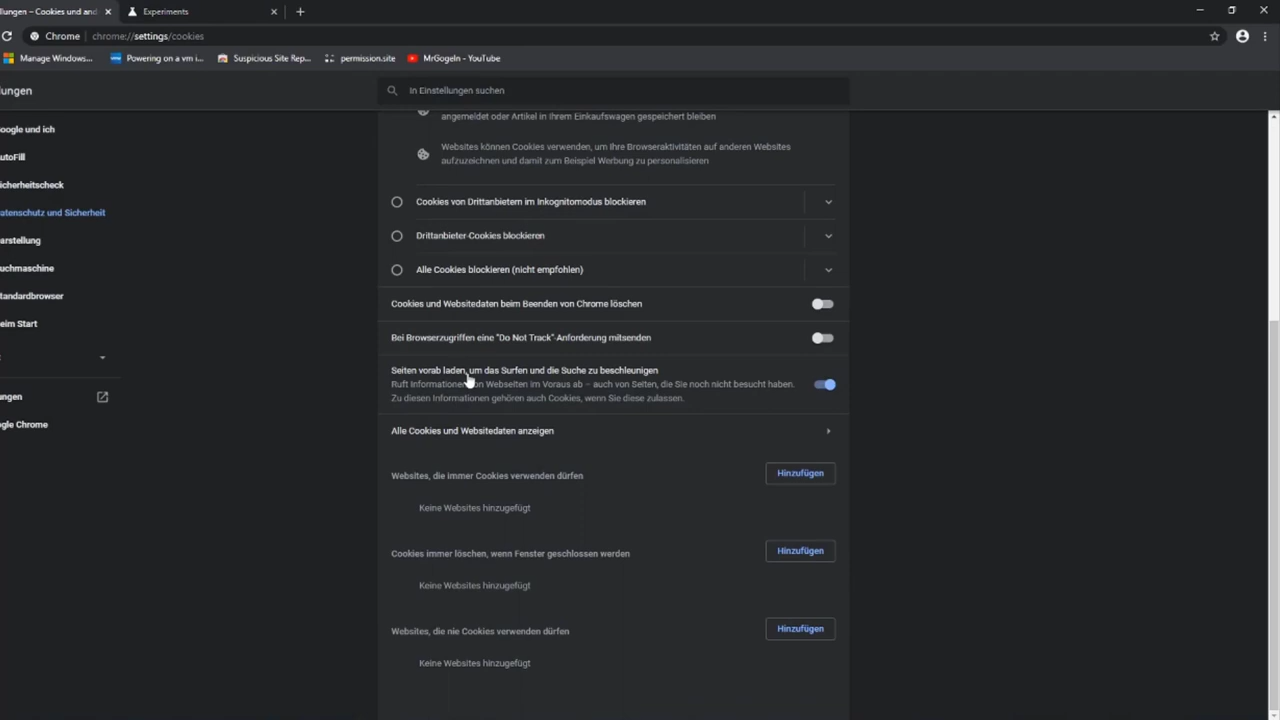 llungen – Cookies und and
Experiments
Chrome
chrome://settings/cookies
Manage Windows...
Powering on a vm i...
Suspicious Site Rep...
permission.site
MrGogeln - YouTube
llungen
In Einstellungen suchen
oogle und ich
utoFill
icherheitscheck
atenschutz und Sicherheit
arstellung
uchmaschine
tandardbrowser
eim Start
ungen
gle Chrome
angemeldet oder Artikel in Ihrem Einkaufswagen gespeichert bleiben
Websites können Cookies verwenden, um Ihre Browseraktivitäten auf anderen Websites
aufzuzeichnen und damit zum Beispiel Werbung zu personalisieren
Cookies von Drittanbietern im Inkognitomodus blockieren
Drittanbieter-Cookies blockieren
Alle Cookies blockieren (nicht empfohlen)
Cookies und Websitedaten beim Beenden von Chrome löschen
Bei Browserzugriffen eine "Do Not Track"-Anforderung mitsenden
Seiten vorab laden, um das Surfen und die Suche zu beschleunigen
Ruft Informationen von Webseiten im Voraus ab – auch von Seiten, die Sie noch nicht besucht haben.
Zu diesen Informationen gehören auch Cookies, wenn Sie diese zulassen.
Alle Cookies und Websitedaten anzeigen
Websites, die immer Cookies verwenden dürfen
Hinzufügen
Keine Websites hinzugefügt
Cookies immer löschen, wenn Fenster geschlossen werden
Hinzufügen
Keine Websites hinzugefügt
Websites, die nie Cookies verwenden dürfen
Hinzufügen
Keine Websites hinzugefügt